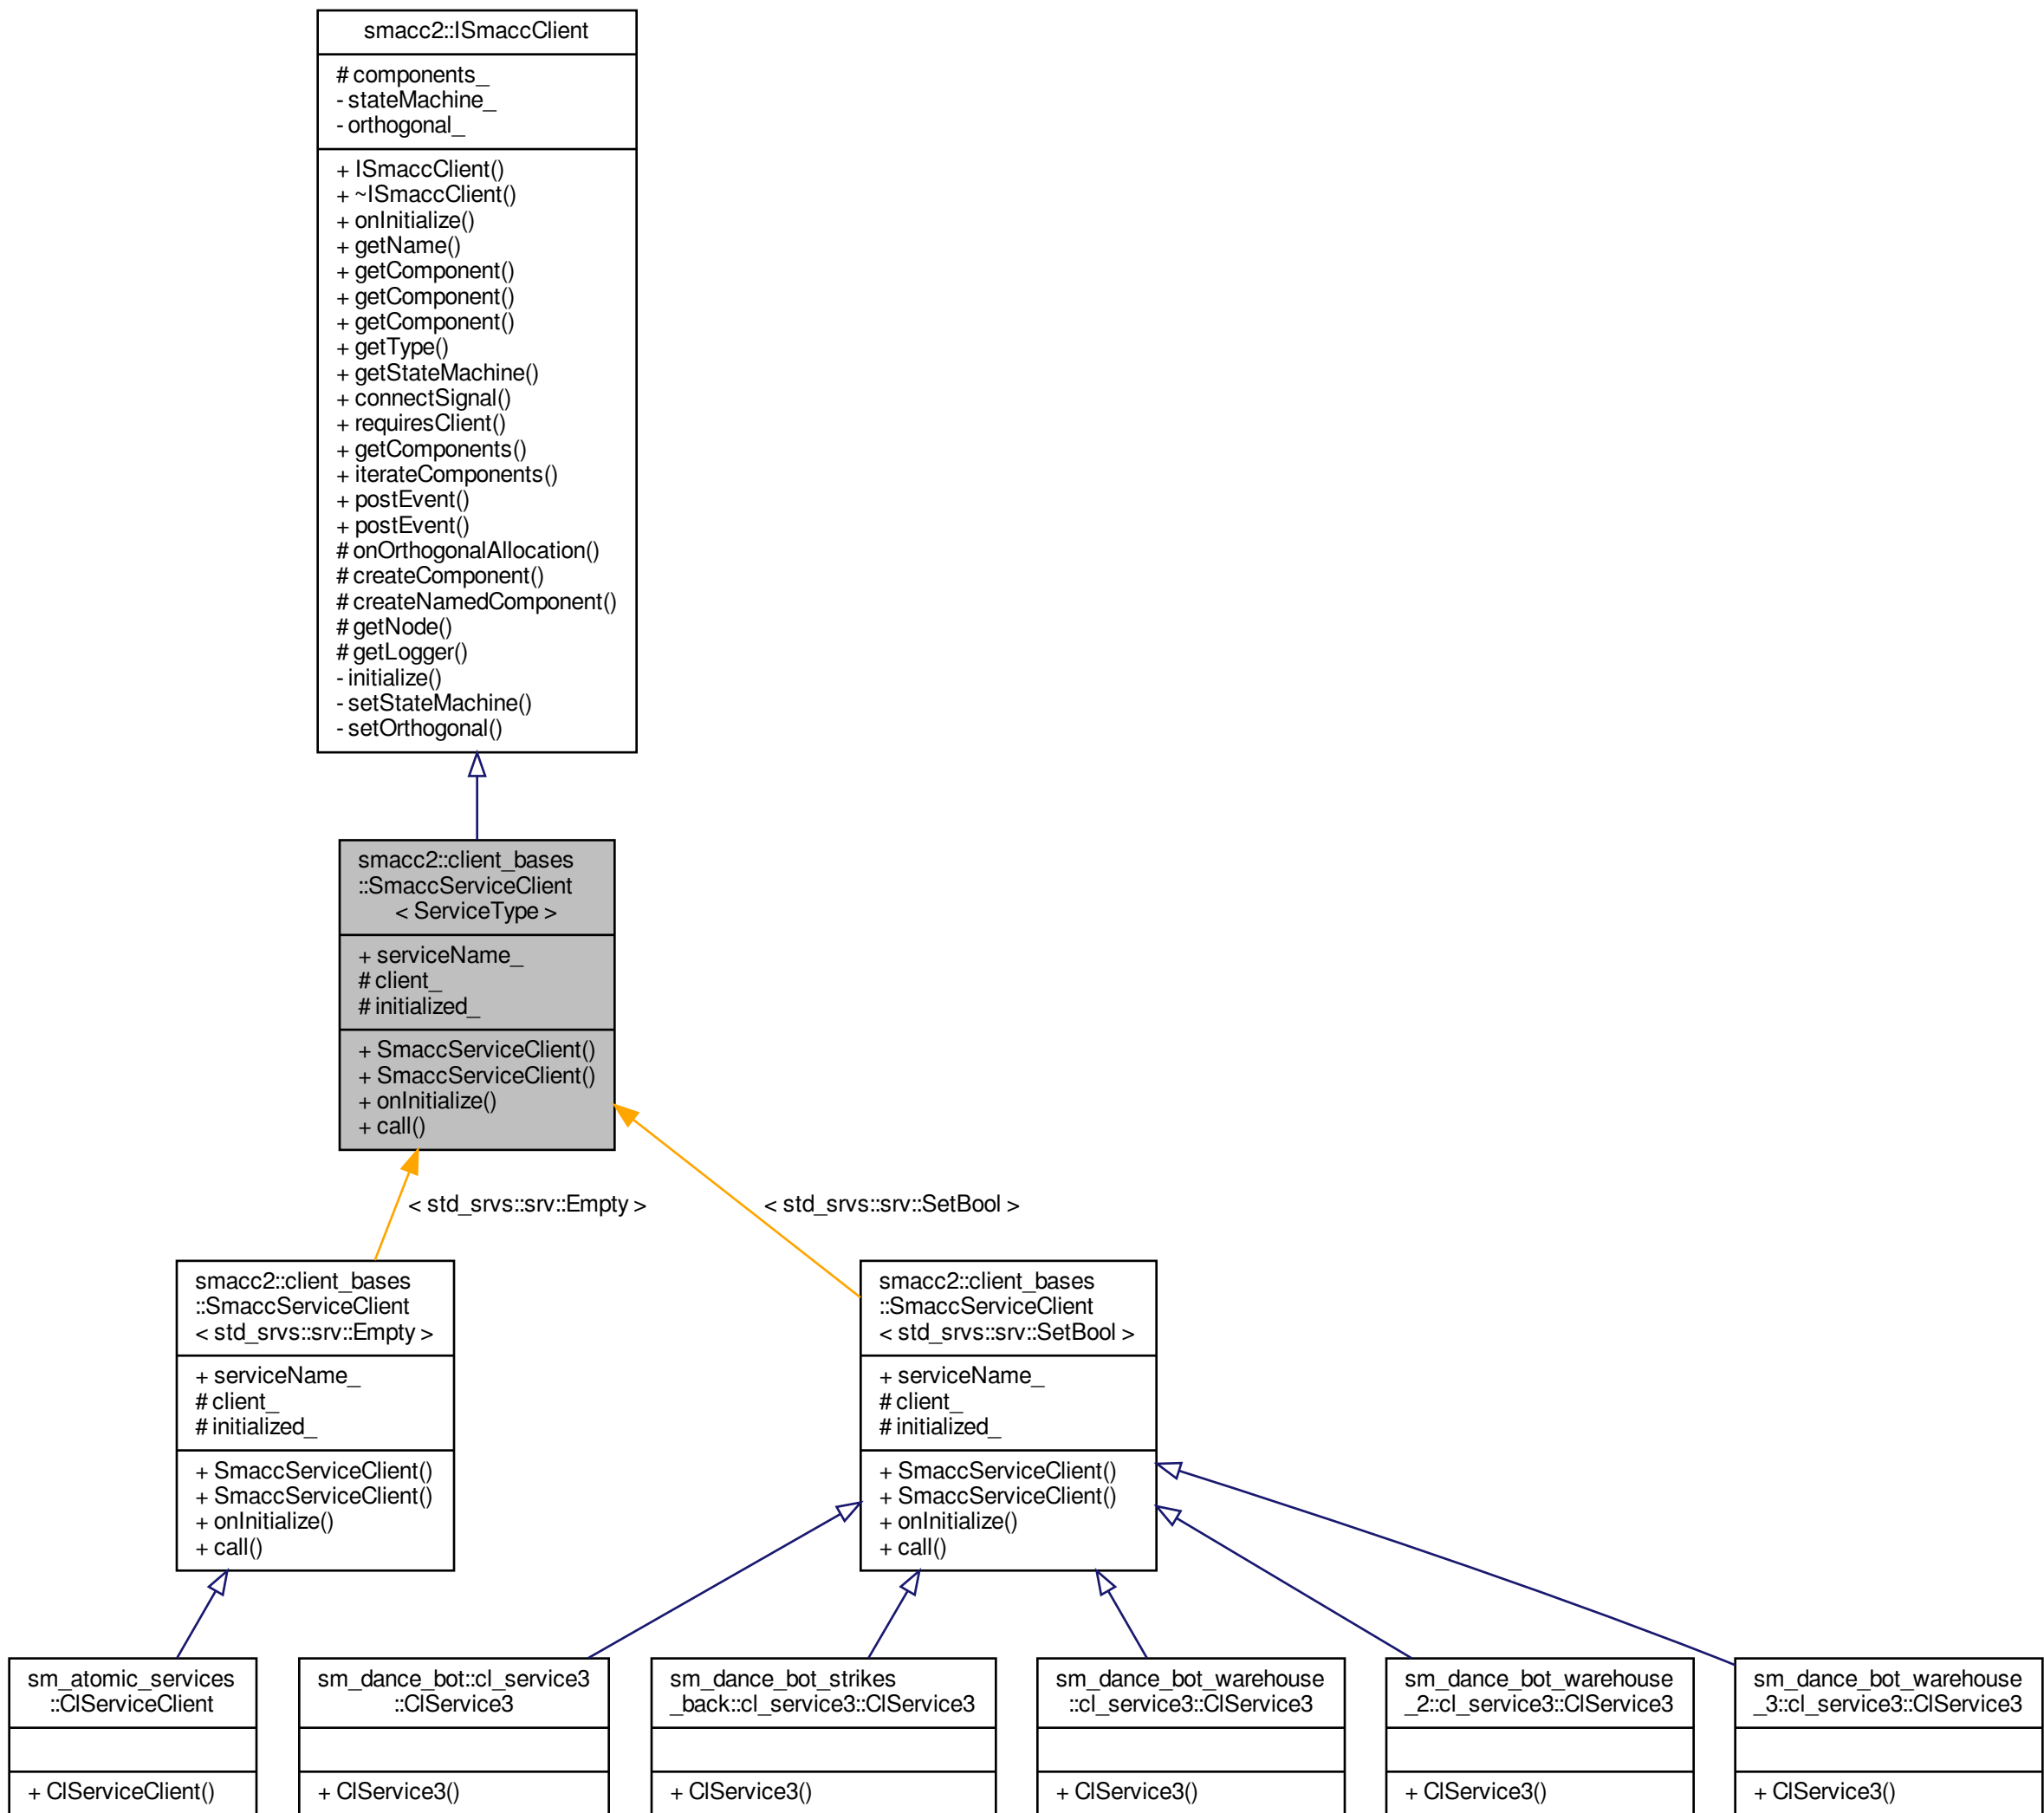 smacc2::ISmaccClient
# components_
- stateMachine_
- orthogonal_
+ ISmaccClient()
+ ~ISmaccClient()
+ onInitialize()
+ getName()
+ getComponent()
+ getComponent()
+ getComponent()
+ getType()
+ getStateMachine()
+ connectSignal()
+ requiresClient()
+ getComponents()
+ iterateComponents()
+ postEvent()
+ postEvent()
# onOrthogonalAllocation()
# createComponent()
# createNamedComponent()
# getNode()
# getLogger()
- initialize()
- setStateMachine()
- setOrthogonal()
smacc2::client_bases
::SmaccServiceClient
< ServiceType >
+ serviceName_
# client_
# initialized_
+ SmaccServiceClient()
+ SmaccServiceClient()
+ onInitialize()
+ call()
< std_srvs::srv::Empty >
< std_srvs::srv::SetBool >
smacc2::client_bases
::SmaccServiceClient
< std_srvs::srv::Empty >
+ serviceName_
# client_
# initialized_
+ SmaccServiceClient()
+ SmaccServiceClient()
+ onInitialize()
+ call()
smacc2::client_bases
::SmaccServiceClient
< std_srvs::srv::SetBool >
+ serviceName_
# client_
# initialized_
+ SmaccServiceClient()
+ SmaccServiceClient()
+ onInitialize()
+ call()
sm_atomic_services
::ClServiceClient
+ ClServiceClient()
sm_dance_bot::cl_service3
::ClService3
+ ClService3()
sm_dance_bot_strikes
_back::cl_service3::ClService3
+ ClService3()
sm_dance_bot_warehouse
::cl_service3::ClService3
+ ClService3()
sm_dance_bot_warehouse
_2::cl_service3::ClService3
+ ClService3()
sm_dance_bot_warehouse
_3::cl_service3::ClService3
+ ClService3()